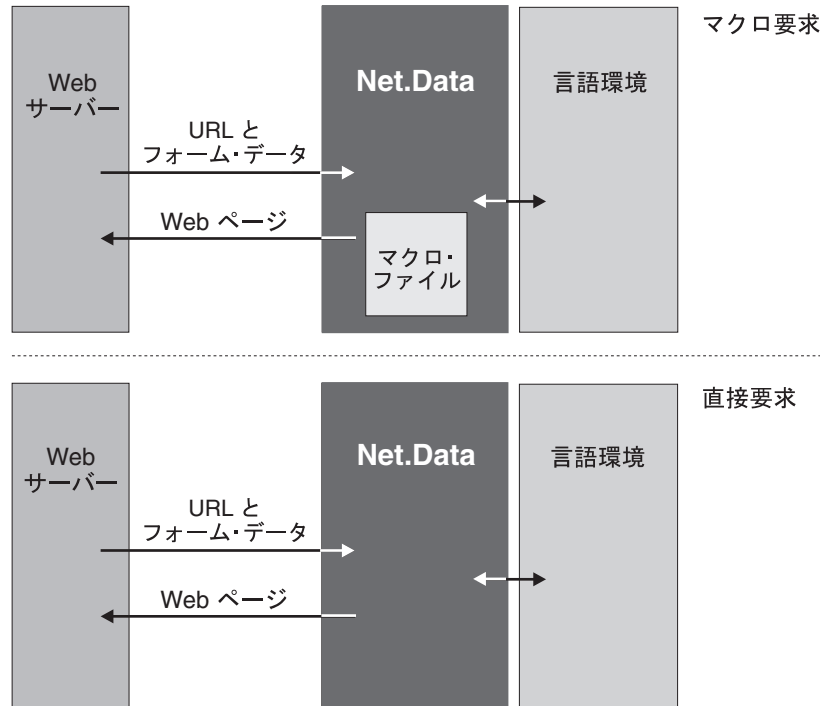 マクロ要求
Web
サーバー
Net.Data
言語環境
URL と
フォーム・データ
Web ページ
マクロ・
ファイル
直接要求
Web
サーバー
Net.Data
言語環境
URL と
フォーム・データ
Web ページ